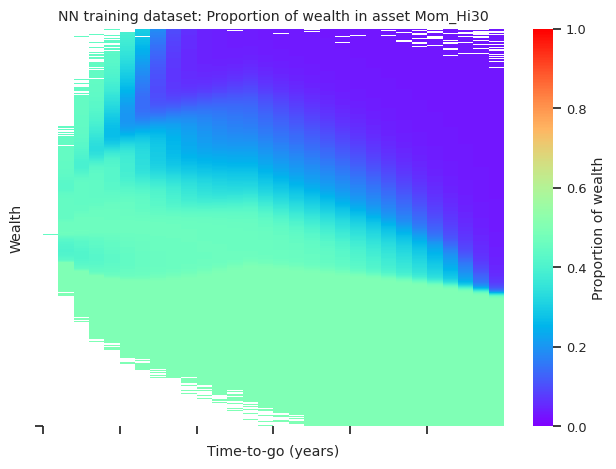 NN training dataset: Proportion of wealth in asset Mom_Hi30
Wealth
Time-to-go (years)
1.0
0.8
0.6
0.4
0.2
0.0
Proportion of wealth